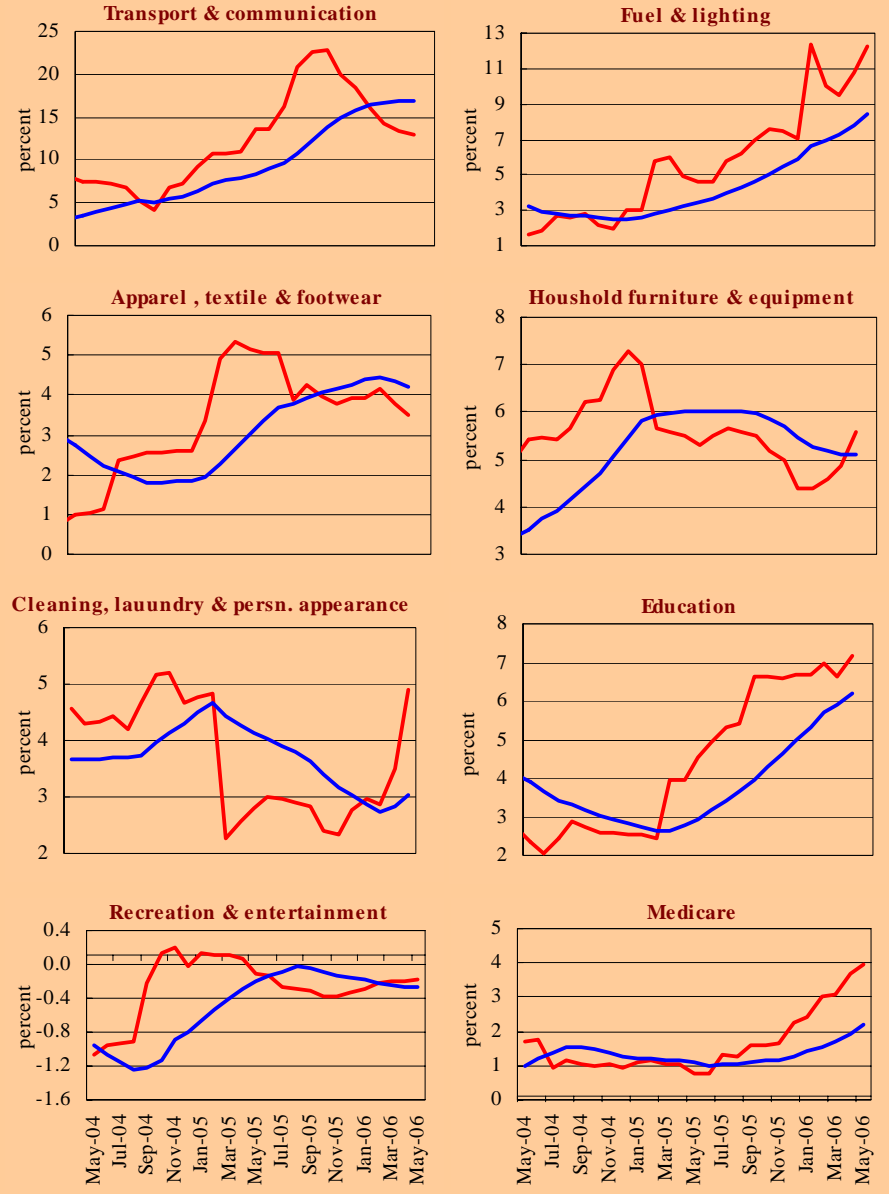 Transport & communication
percent
25
20
15
10
5
0
Fuel & lighting
percent
13
11
9
7
5
3
1
Apparel , textile & footwear
percent
6
5
4
3
2
1
0
Houshold furniture & equipment
percent
8
7
6
5
4
3
Cleaning, lauundry & persn. appearance
percent
6
5
4
3
2
Education
percent
8
7
6
5
4
3
2
Recreation & entertainment
percent
0.4
0.0
-0.4
-0.8
-1.2
-1.6
May-04
Jul-04
Sep-04
Nov-04
Jan-05
Mar-05
May-05
Jul-05
Sep-05
Nov-05
Jan-06
Mar-06
May-06
Medicare
percent
5
4
3
2
1
0
May-04
Jul-04
Sep-04
Nov-04
Jan-05
Mar-05
May-05
Jul-05
Sep-05
Nov-05
Jan-06
Mar-06
May-06